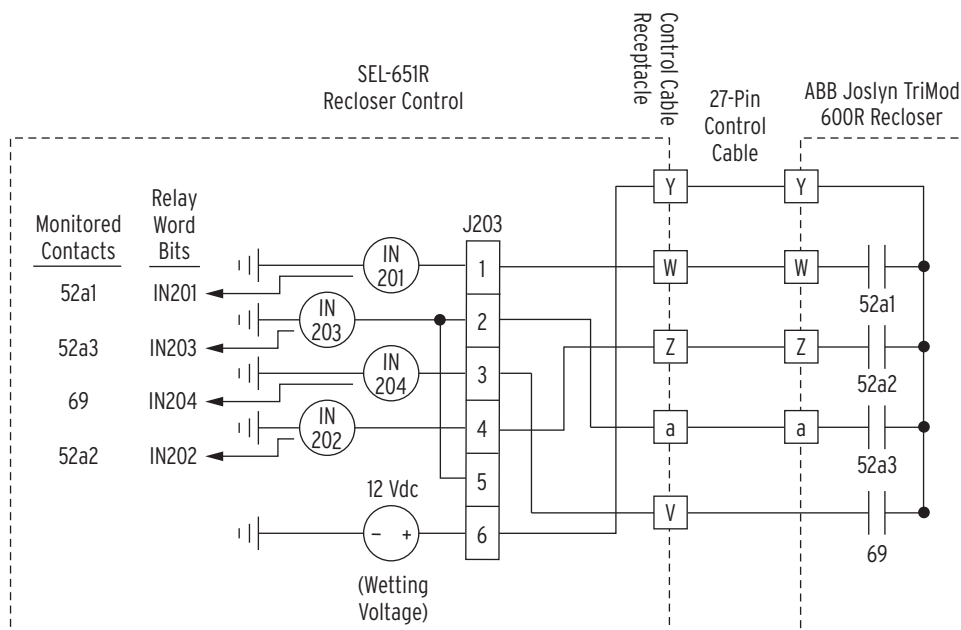 SEL-651R
Recloser Control
Control Cable
Receptacle
27-Pin
Control
Cable
ABB Joslyn TriMod
600R Recloser
Monitored
Contacts
Relay
Word
Bits
J203
52a1
IN201
IN
201
1
W
W
52a1
52a3
IN203
IN
203
2
Y
Y
69
IN204
IN
204
3
Z
Z
52a2
52a2
IN202
IN
202
4
a
a
52a3
5
12 Vdc
– +
6
(Wetting
Voltage)
V
69